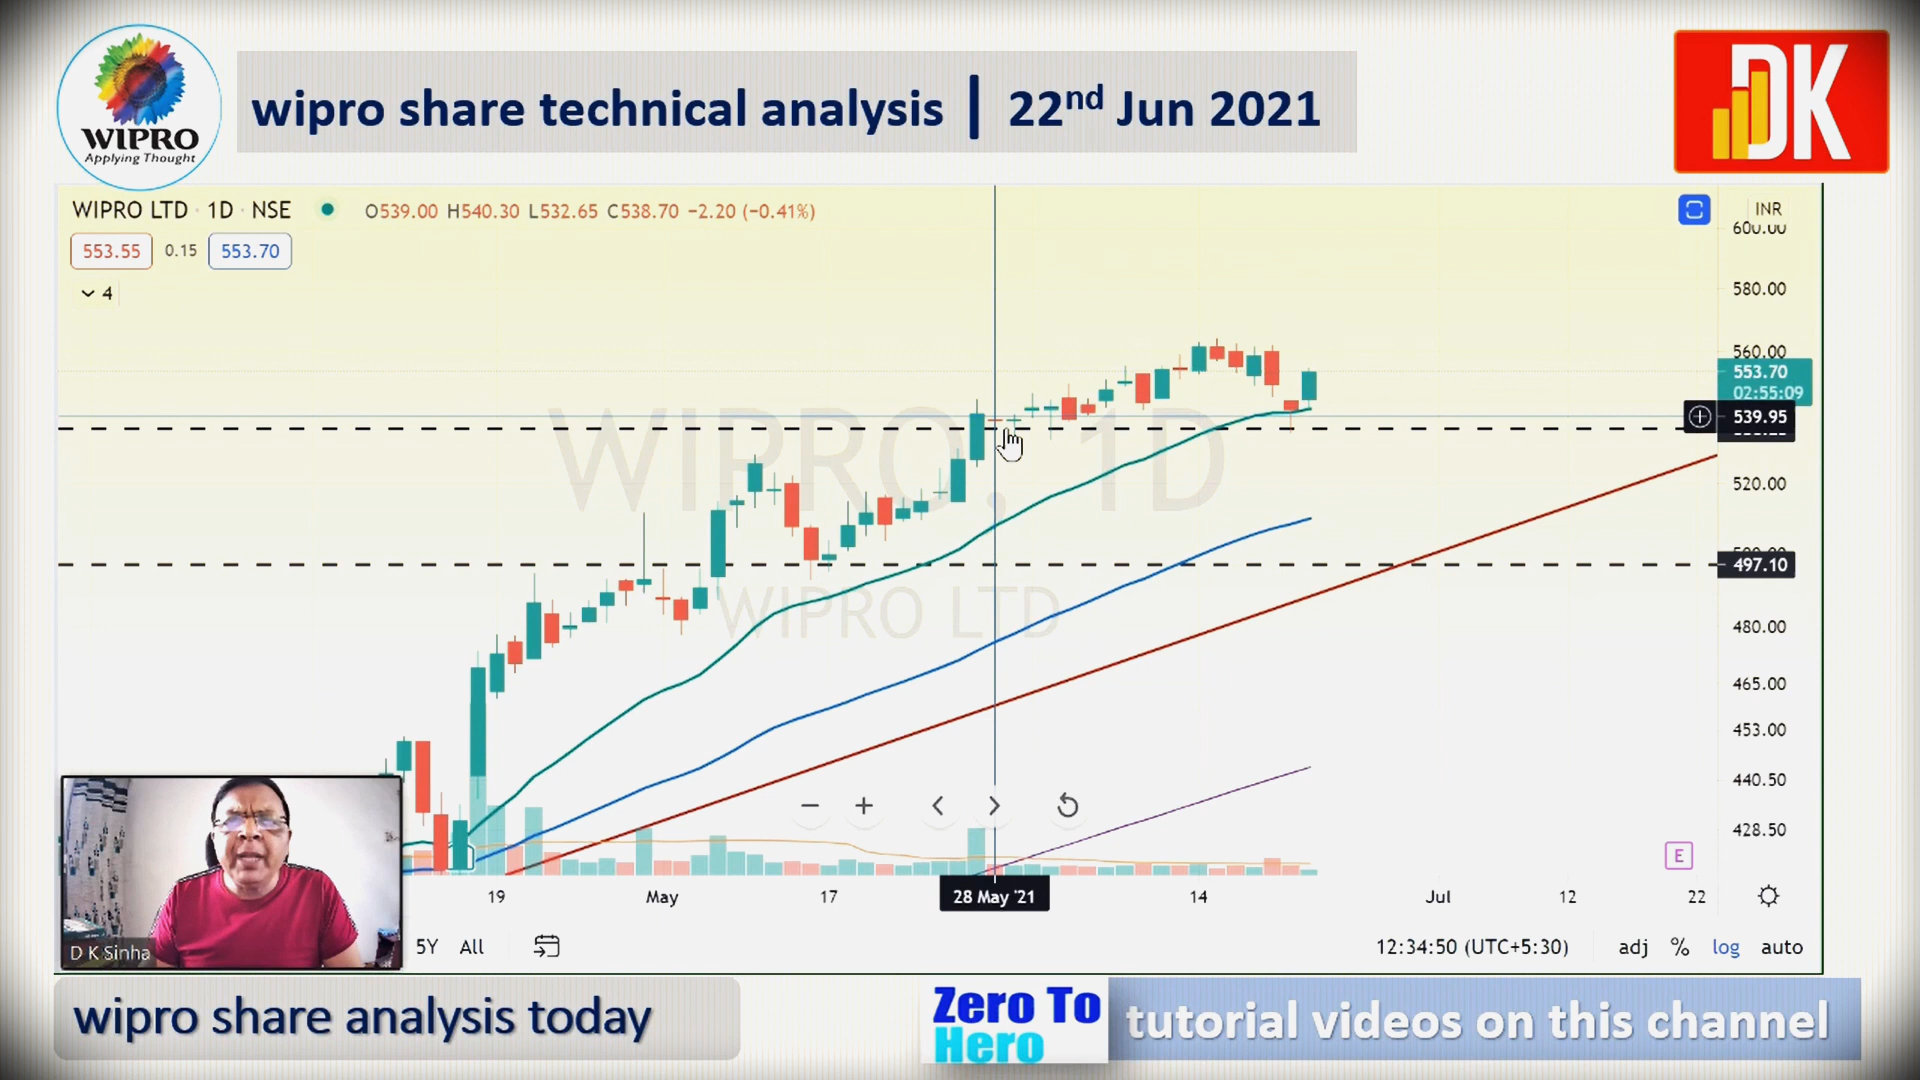 WIPRO
Applying Thought
wipro share technical analysis | 22nd Jun 2021
DK
WIPRO LTD · 1D · NSE
O539.00 H540.30 L532.65 C538.70 −2.20 (−0.41%)
553.55 0.15 553.70
4
INR
600.00
580.00
560.00
553.70
02:55:09
539.95
520.00
497.10
480.00
465.00
453.00
440.50
428.50
WIPRO, 1D
WIPRO LTD
E
19 May 17 28 May '21 14 Jul 12 22
D K Sinha
5Y All
12:34:50 (UTC+5:30) adj % log auto
wipro share analysis today
Zero To
Hero
tutorial videos on this channel